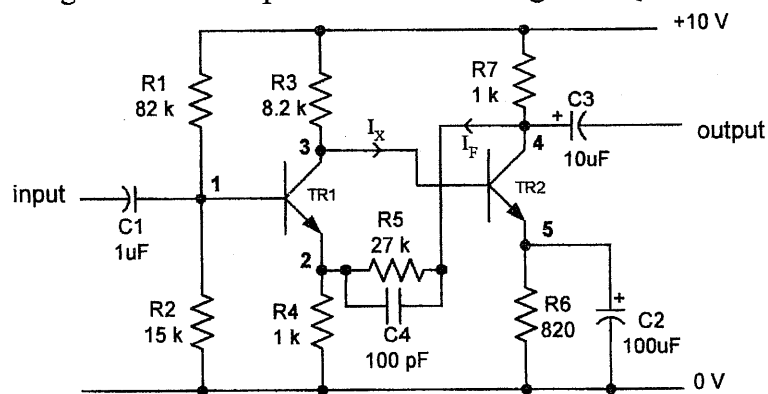 +10 V
R1
82 k
R3
8.2 k
R7
1 k
C3
+
10uF
output
I_X
I_F
3
4
1
TR1
TR2
input
C1
1uF
R5
27 k
2
5
R2
15 k
R4
1 k
C4
100 pF
R6
820
+
C2
100uF
0 V